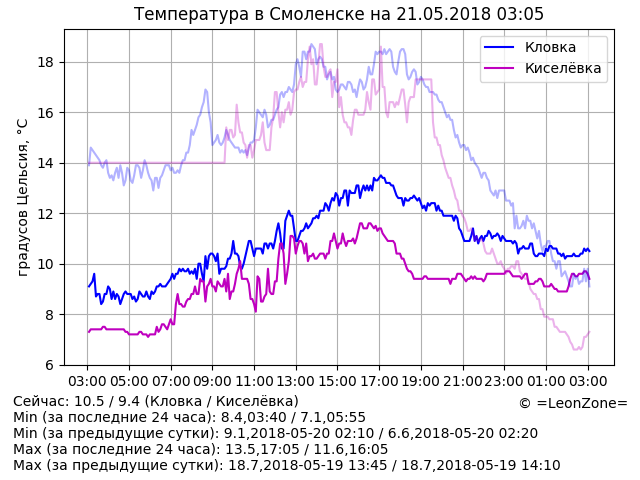 Температура в Смоленске на 21.05.2018 03:05
Кловка
Киселёвка
градусов Цельсия, °C
18
16
14
12
10
8
6
03:00 05:00 07:00 09:00 11:00 13:00 15:00 17:00 19:00 21:00 23:00 01:00 03:00
Сейчас: 10.5 / 9.4 (Кловка / Киселёвка)
© =LeonZone=
Min (за последние 24 часа): 8.4,03:40 / 7.1,05:55
Min (за предыдущие сутки): 9.1,2018-05-20 02:10 / 6.6,2018-05-20 02:20
Max (за последние 24 часа): 13.5,17:05 / 11.6,16:05
Max (за предыдущие сутки): 18.7,2018-05-19 13:45 / 18.7,2018-05-19 14:10